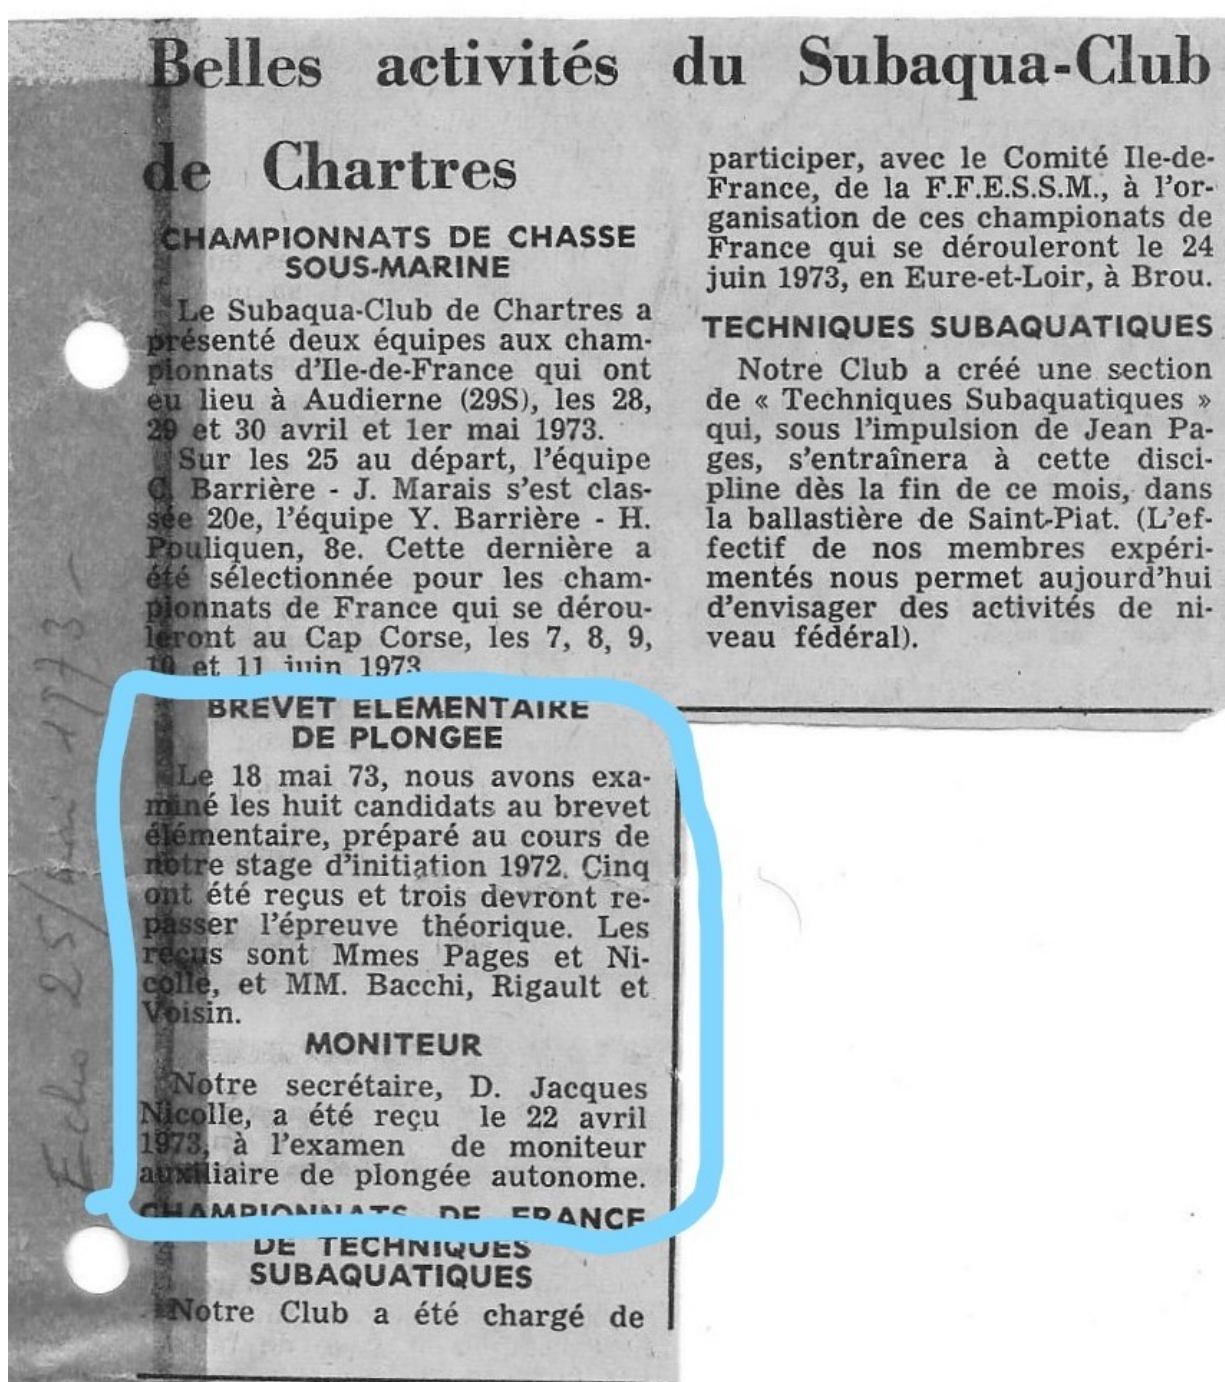 Belles activités du Subaqua-Club
de Chartres
CHAMPIONNATS DE CHASSE
SOUS-MARINE
Le Subaqua-Club de Chartres a
présenté deux équipes aux cham-
pionnats d'Ile-de-France qui ont
eu lieu à Audierne (29S), les 28,
29 et 30 avril et 1er mai 1973.
Sur les 25 au départ, l'équipe
C. Barrière - J. Marais s'est clas-
sée 20e, l'équipe Y. Barrière - H.
Pouliquen, 8e. Cette dernière a
été sélectionnée pour les cham-
pionnats de France qui se dérou-
leront au Cap Corse, les 7, 8, 9,
10 et 11 juin 1973
BREVET ELEMENTAIRE
DE PLONGEE
Le 18 mai 73, nous avons exa-
miné les huit candidats au brevet
élémentaire, préparé au cours de
notre stage d'initiation 1972. Cinq
ont été reçus et trois devront re-
passer l'épreuve théorique. Les
reçus sont Mmes Pages et Ni-
colle, et MM. Bacchi, Rigault et
Voisin.
MONITEUR
Notre secrétaire, D. Jacques
Nicolle, a été reçu le 22 avril
1973, à l'examen de moniteur
auxiliaire de plongée autonome.
CHAMPIONNATS DE FRANCE
DE TECHNIQUES
SUBAQUATIQUES
Notre Club a été chargé de
participer, avec le Comité Ile-de-
France, de la F.F.E.S.S.M., à l'or-
ganisation de ces championats de
France qui se dérouleront le 24
juin 1973, en Eure-et-Loir, à Brou.
TECHNIQUES SUBAQUATIQUES
Notre Club a créé une section
de « Techniques Subaquatiques »
qui, sous l'impulsion de Jean Pa-
ges, s'entraînera à cette disci-
pline dès la fin de ce mois, dans
la ballastière de Saint-Piat. (L'ef-
fectif de nos membres expéri-
mentés nous permet aujourd'hui
d'envisager des activités de ni-
veau fédéral).
Echo 25/mai 1973 -